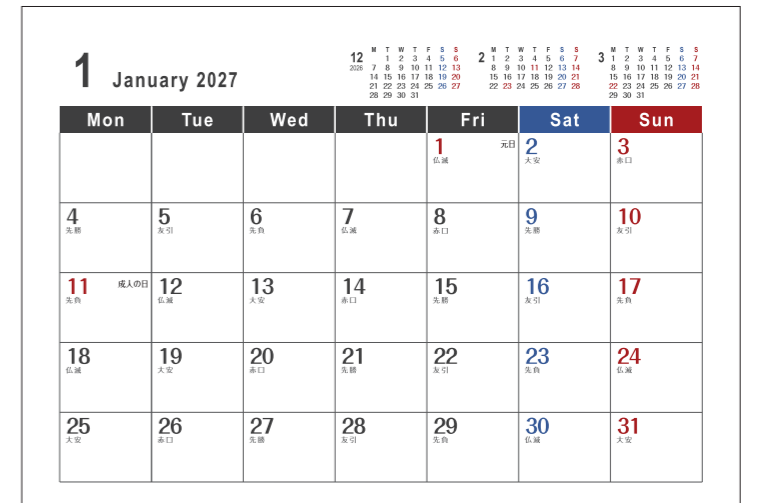 1 January 2027
12 2026
M T W T F S S
1 2 3 4 5 6
7 8 9 10 11 12 13
14 15 16 17 18 19 20
21 22 23 24 25 26 27
28 29 30 31
2
M T W T F S S
1 2 3 4 5 6 7
8 9 10 11 12 13 14
15 16 17 18 19 20 21
22 23 24 25 26 27 28
3
M T W T F S S
1 2 3 4 5 6 7
8 9 10 11 12 13 14
15 16 17 18 19 20 21
22 23 24 25 26 27 28
29 30 31
Mon Tue Wed Thu Fri Sat Sun
1 元日 2 3
仏滅 大安 赤口
4 5 6 7 8 9 10
先勝 友引 先負 仏滅 赤口 先勝 友引
11 成人の日 12 13 14 15 16 17
先負 仏滅 大安 赤口 先勝 友引 先負
18 19 20 21 22 23 24
仏滅 大安 赤口 先勝 友引 先負 仏滅
25 26 27 28 29 30 31
大安 赤口 先勝 友引 先負 仏滅 大安